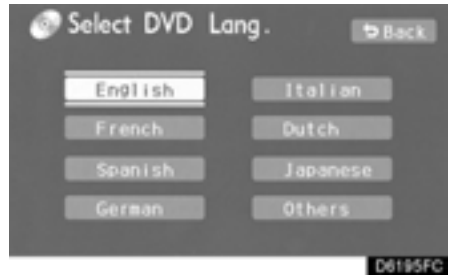 Select DVD Lang.
Back
English
Italian
French
Dutch
Spanish
Japanese
German
Others
D6195FC